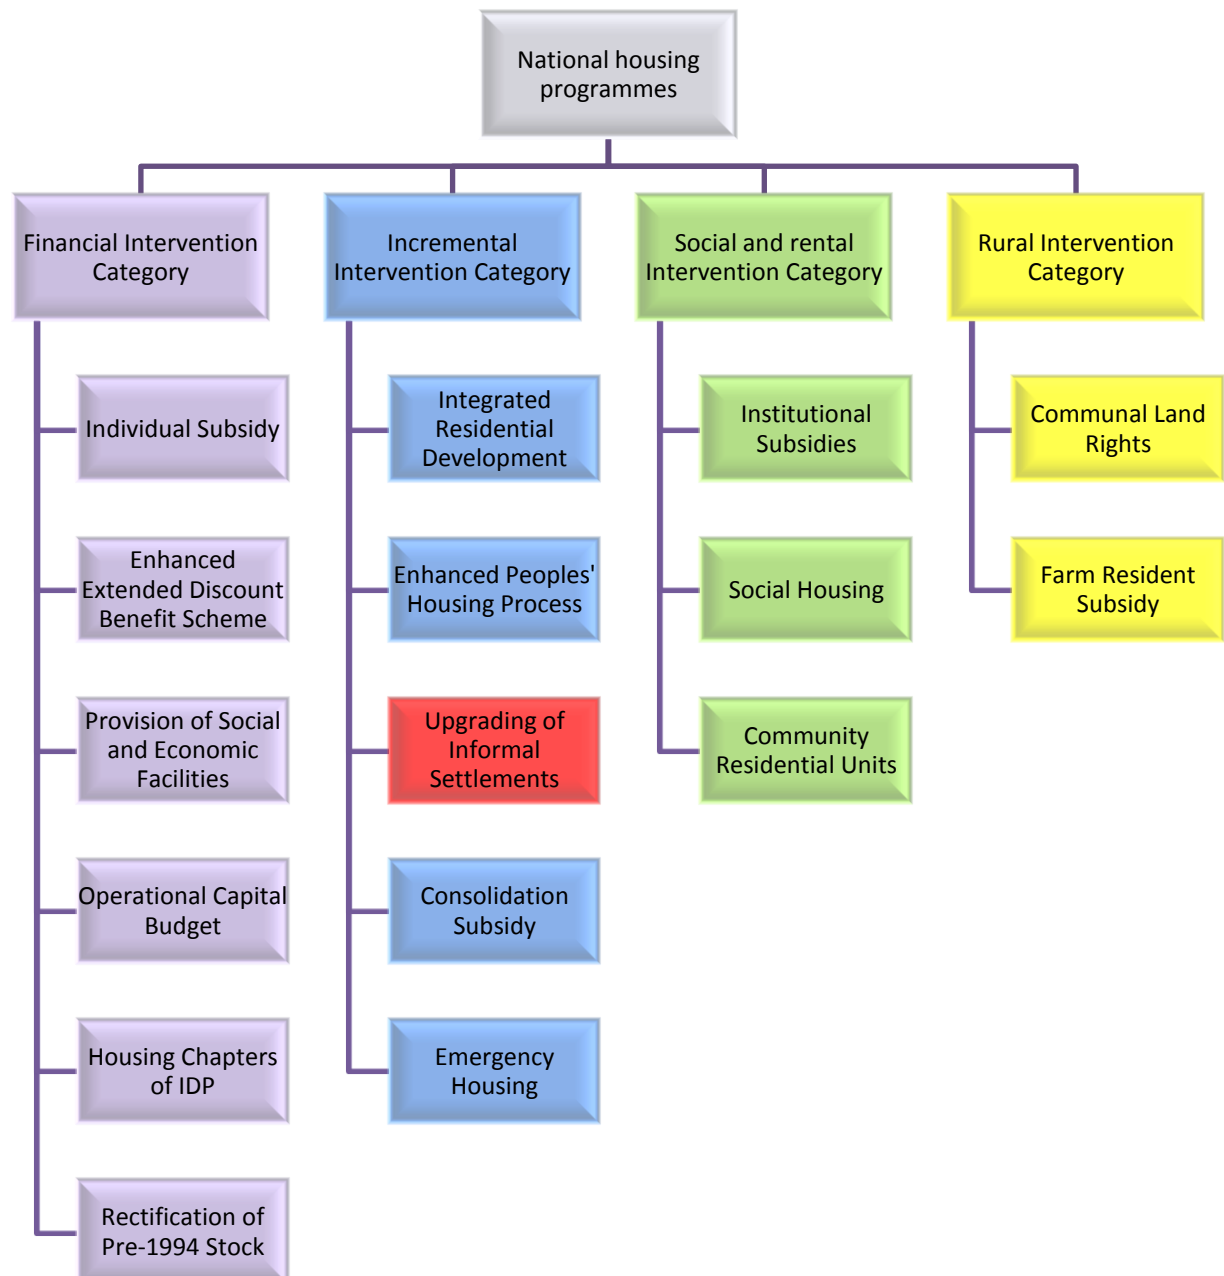 National housing
programmes
Financial Intervention
Category
Individual Subsidy
Enhanced
Extended Discount
Benefit Scheme
Provision of Social
and Economic
Facilities
Operational Capital
Budget
Housing Chapters
of IDP
Rectification of
Pre-1994 Stock
Incremental
Intervention Category
Integrated
Residential
Development
Enhanced Peoples'
Housing Process
Upgrading of
Informal
Settlements
Consolidation
Subsidy
Emergency
Housing
Social and rental
Intervention Category
Institutional
Subsidies
Social Housing
Community
Residential Units
Rural Intervention
Category
Communal Land
Rights
Farm Resident
Subsidy